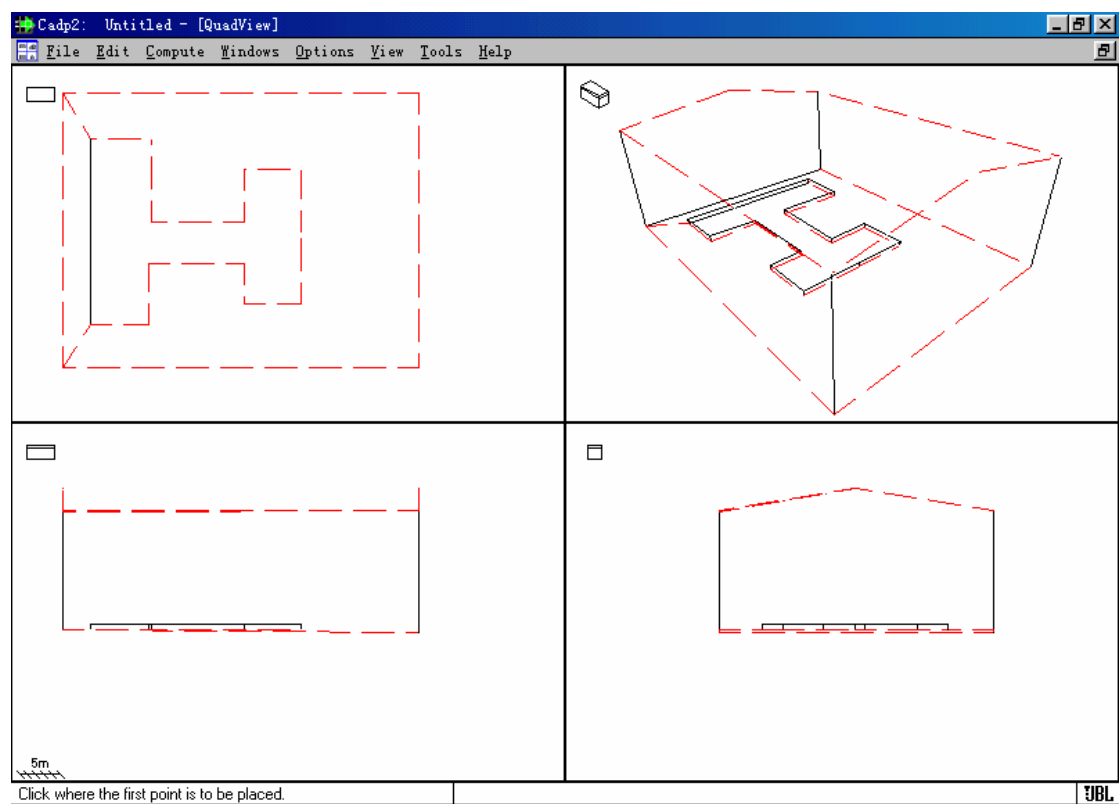 Cadp2: Untitled - [QuadView]
File Edit Compute Windows Options View Tools Help
5m
Click where the first point is to be placed.
JBL